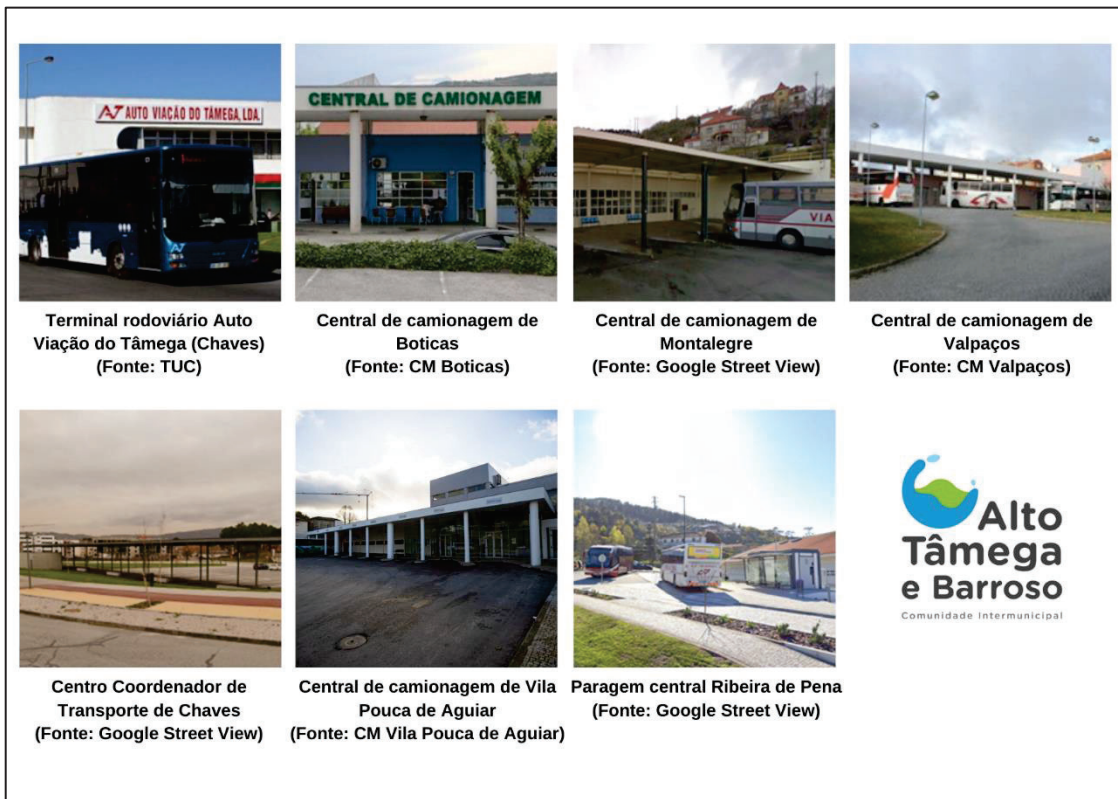 AUTO VIAÇÃO DO TÂMEGA, LDA.
CENTRAL DE CAMIONAGEM
VIA
Terminal rodoviário Auto
Viação do Tâmega (Chaves)
(Fonte: TUC)
Central de camionagem de
Boticas
(Fonte: CM Boticas)
Central de camionagem de
Montalegre
(Fonte: Google Street View)
Central de camionagem de
Valpaços
(Fonte: CM Valpaços)
Centro Coordenador de
Transporte de Chaves
(Fonte: Google Street View)
Central de camionagem de Vila
Pouca de Aguiar
(Fonte: CM Vila Pouca de Aguiar)
Paragem central Ribeira de Pena
(Fonte: Google Street View)
Alto
Tâmega
e Barroso
Comunidade Intermunicipal